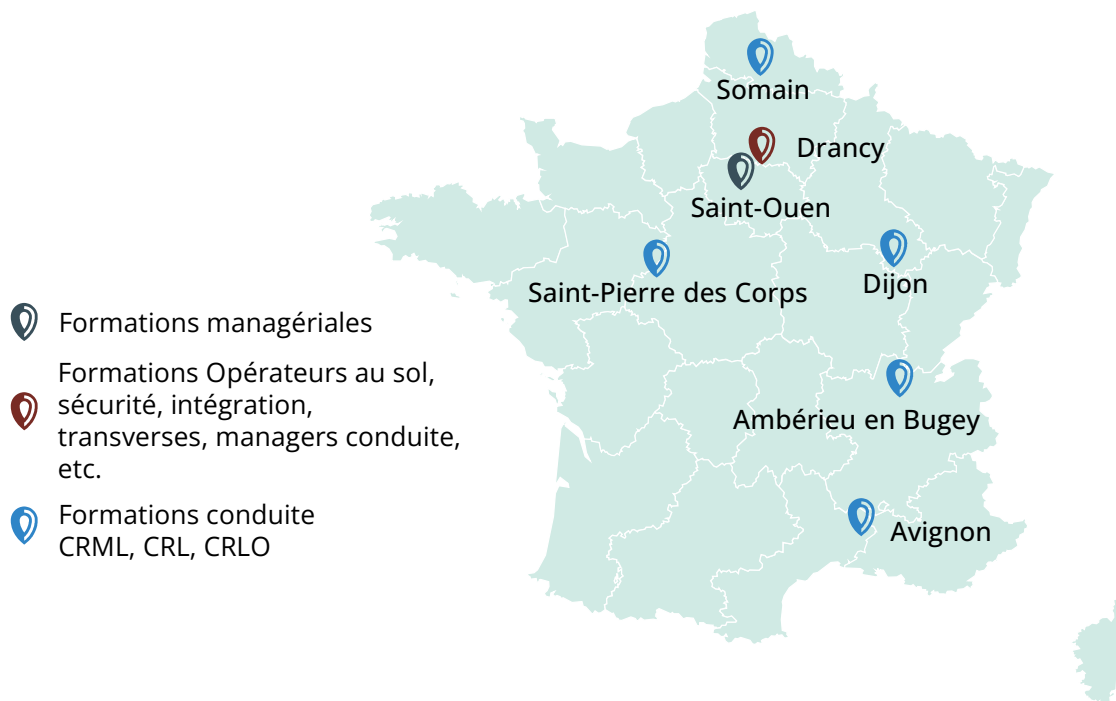 Somain
Drancy
Saint-Ouen
Saint-Pierre des Corps
Dijon
Formations managériales
Formations Opérateurs au sol,
sécurité, intégration,
transverses, managers conduite,
etc.
Ambérieu en Bugey
Formations conduite
CRML, CRL, CRLO
Avignon